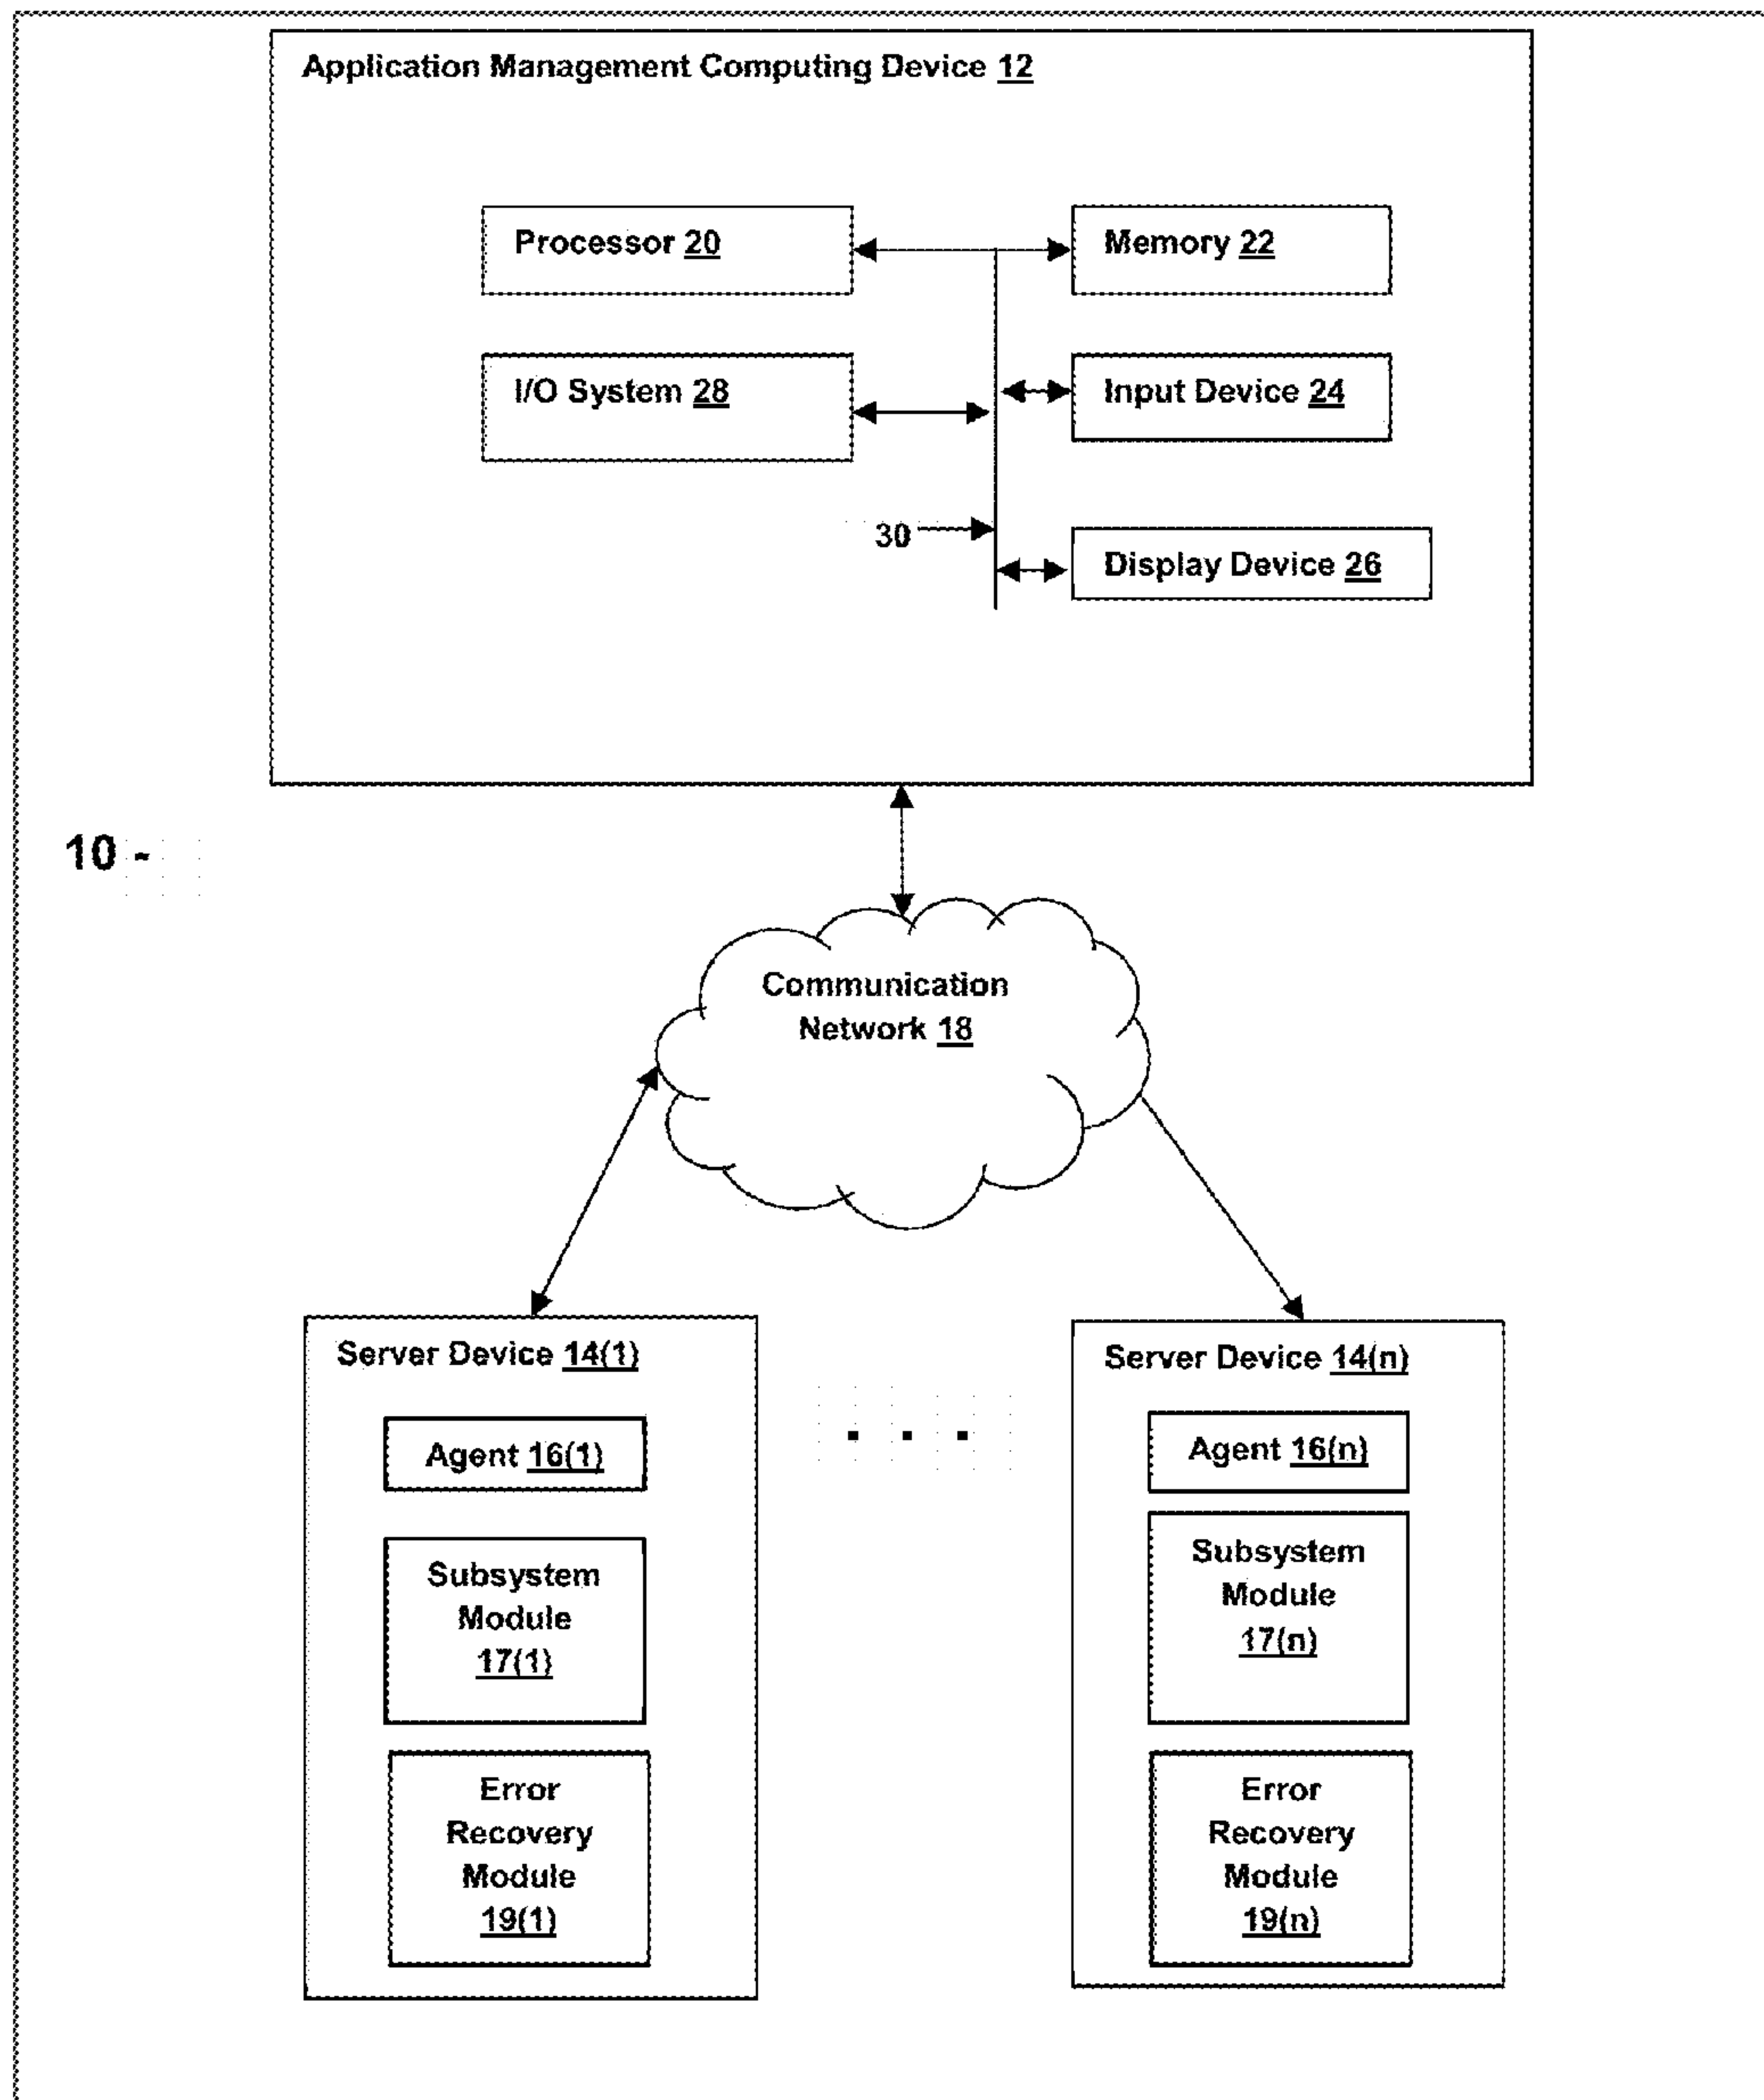 Application Management Computing Device 12
Processor 20
Memory 22
I/O System 28
Input Device 24
30
Display Device 26
10 -
Communication
Network 18
Server Device 14(1)
Agent 16(1)
Subsystem
Module
17(1)
Error
Recovery
Module
19(1)
. . .
Server Device 14(n)
Agent 16(n)
Subsystem
Module
17(n)
Error
Recovery
Module
19(n)